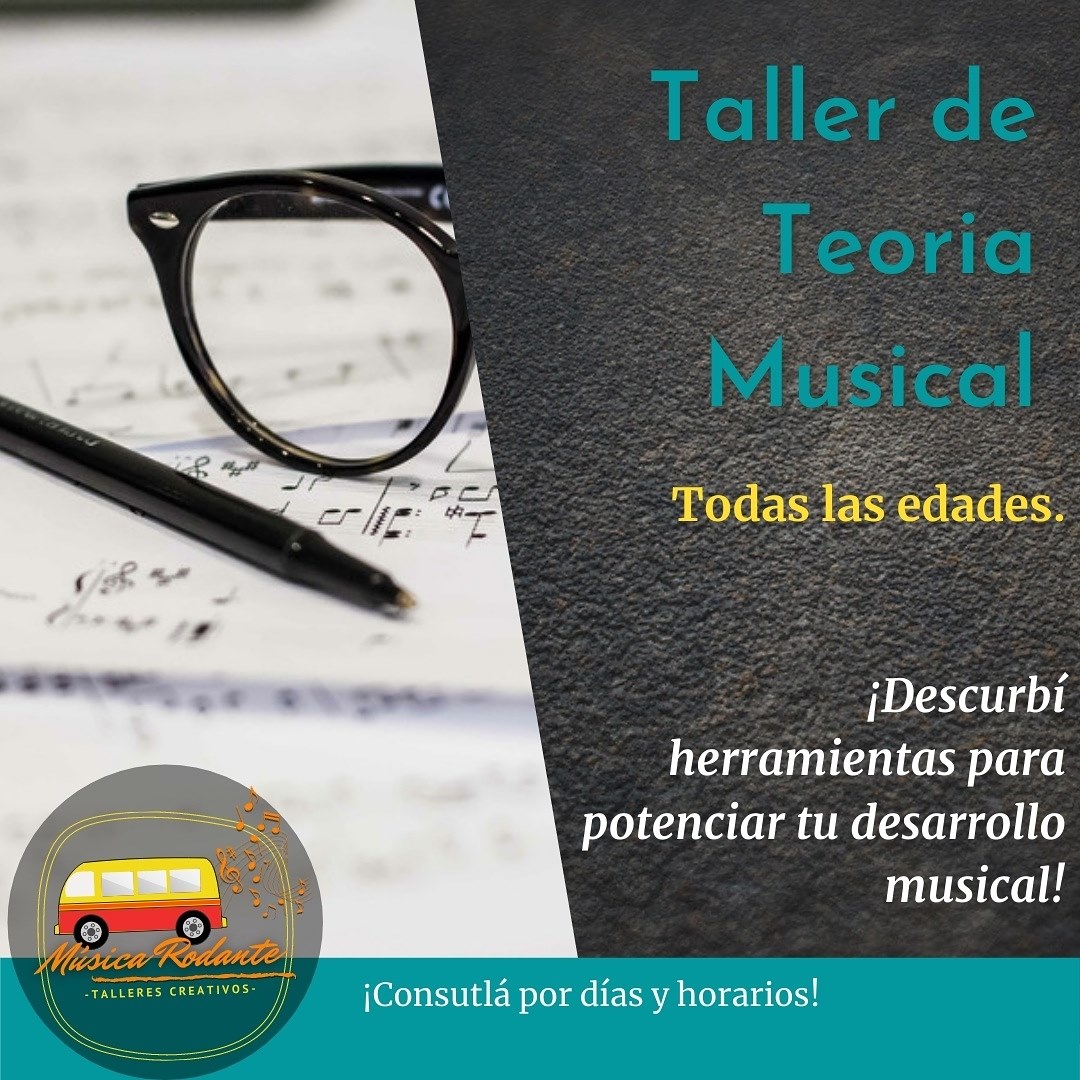 Taller de
Teoria
Musical
Todas las edades.
¡Descurbí
herramientas para
potenciar tu desarrollo
musical!
Música Rodante
-TALLERES CREATIVOS-
¡Consutlá por días y horarios!